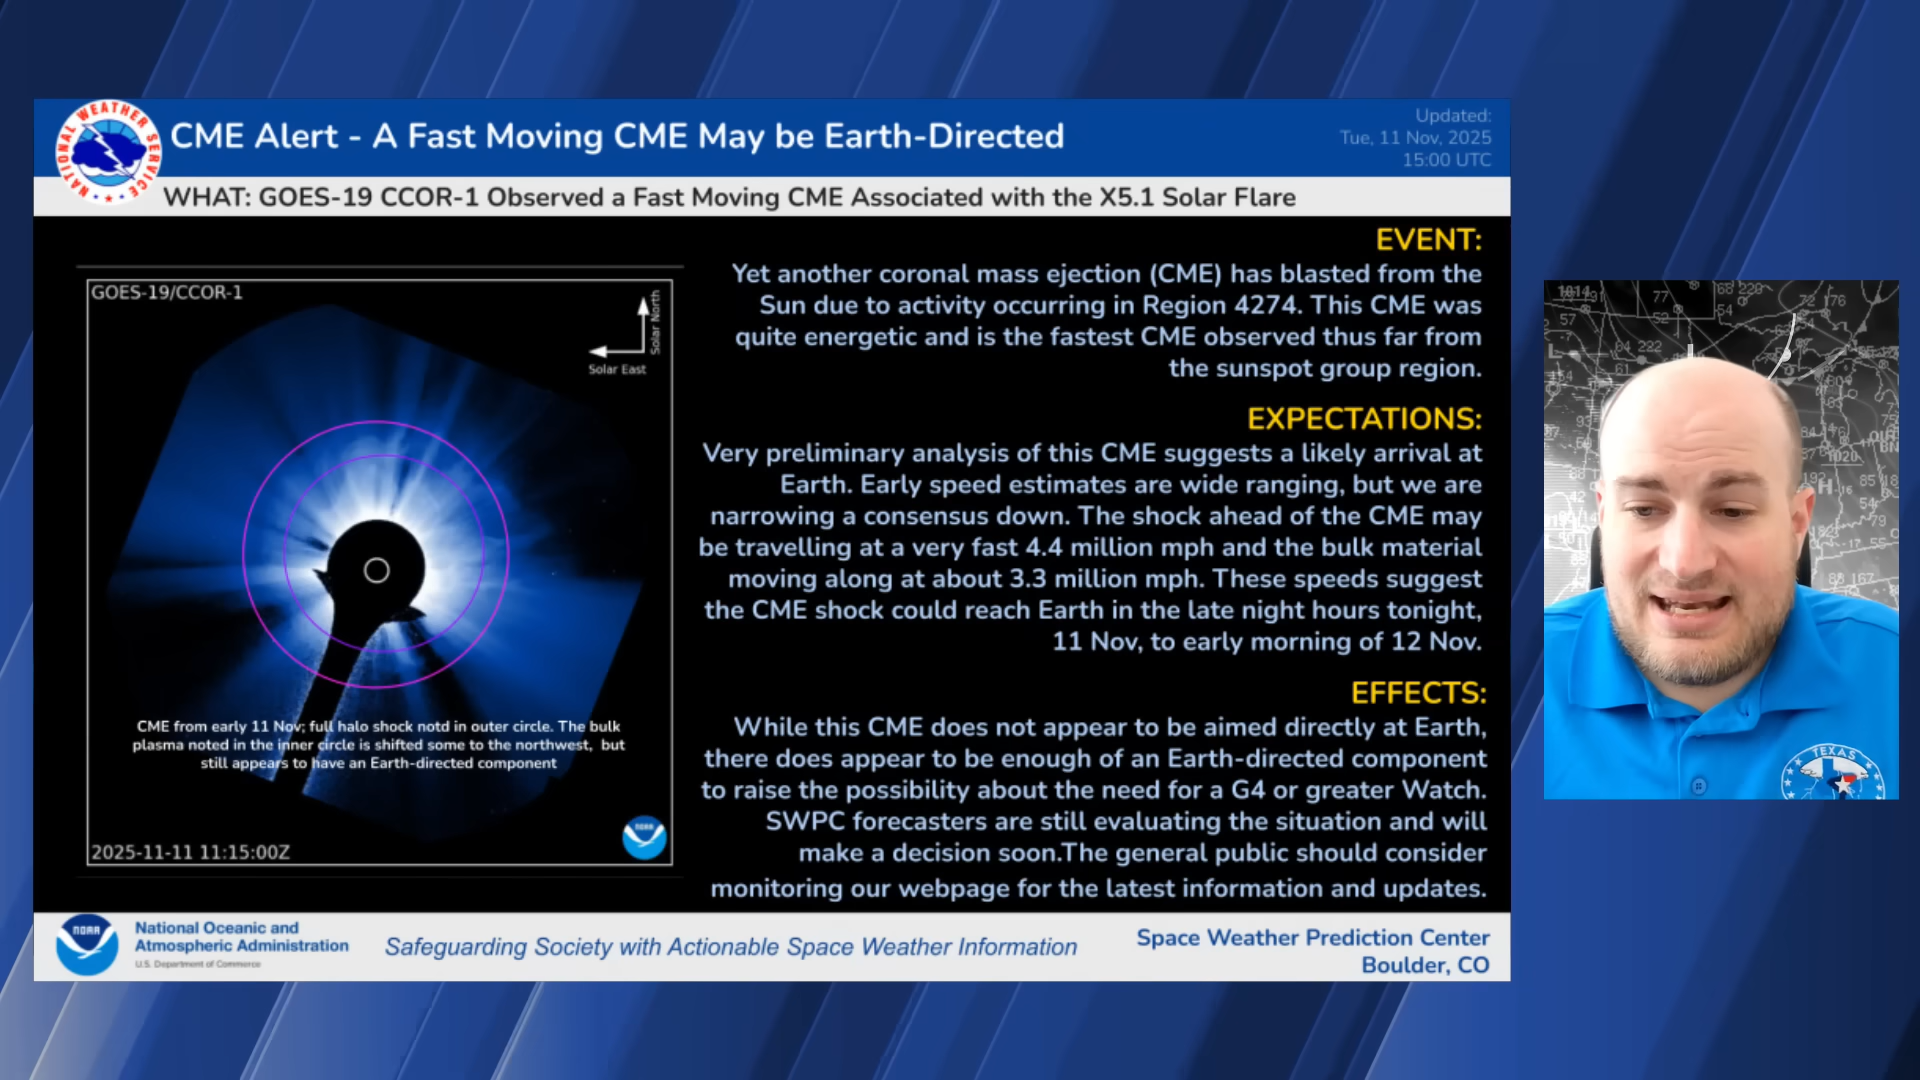 Updated:
Tue, 11 Nov, 2025
15:00 UTC
NATIONAL WEATHER SERVICE
CME Alert - A Fast Moving CME May be Earth-Directed
WHAT: GOES-19 CCOR-1 Observed a Fast Moving CME Associated with the X5.1 Solar Flare
GOES-19/CCOR-1
Solar North
Solar East
CME from early 11 Nov; full halo shock notd in outer circle. The bulk
plasma noted in the inner circle is shifted some to the northwest, but
still appears to have an Earth-directed component
2025-11-11 11:15:00Z
NOAA
EVENT:
Yet another coronal mass ejection (CME) has blasted from the
Sun due to activity occurring in Region 4274. This CME was
quite energetic and is the fastest CME observed thus far from
the sunspot group region.
EXPECTATIONS:
Very preliminary analysis of this CME suggests a likely arrival at
Earth. Early speed estimates are wide ranging, but we are
narrowing a consensus down. The shock ahead of the CME may
be travelling at a very fast 4.4 million mph and the bulk material
moving along at about 3.3 million mph. These speeds suggest
the CME shock could reach Earth in the late night hours tonight,
11 Nov, to early morning of 12 Nov.
EFFECTS:
While this CME does not appear to be aimed directly at Earth,
there does appear to be enough of an Earth-directed component
to raise the possibility about the need for a G4 or greater Watch.
SWPC forecasters are still evaluating the situation and will
make a decision soon.The general public should consider
monitoring our webpage for the latest information and updates.
NOAA
National Oceanic and
Atmospheric Administration
U.S. Department of Commerce
Safeguarding Society with Actionable Space Weather Information
Space Weather Prediction Center
Boulder, CO
TEXAS